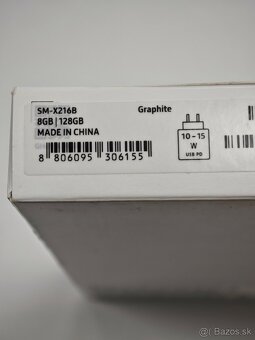 SM-X216B
Graphite
8GB | 128GB
MADE IN CHINA
10 – 15
W
USB PD
8 806095 306155
© Bazos.sk